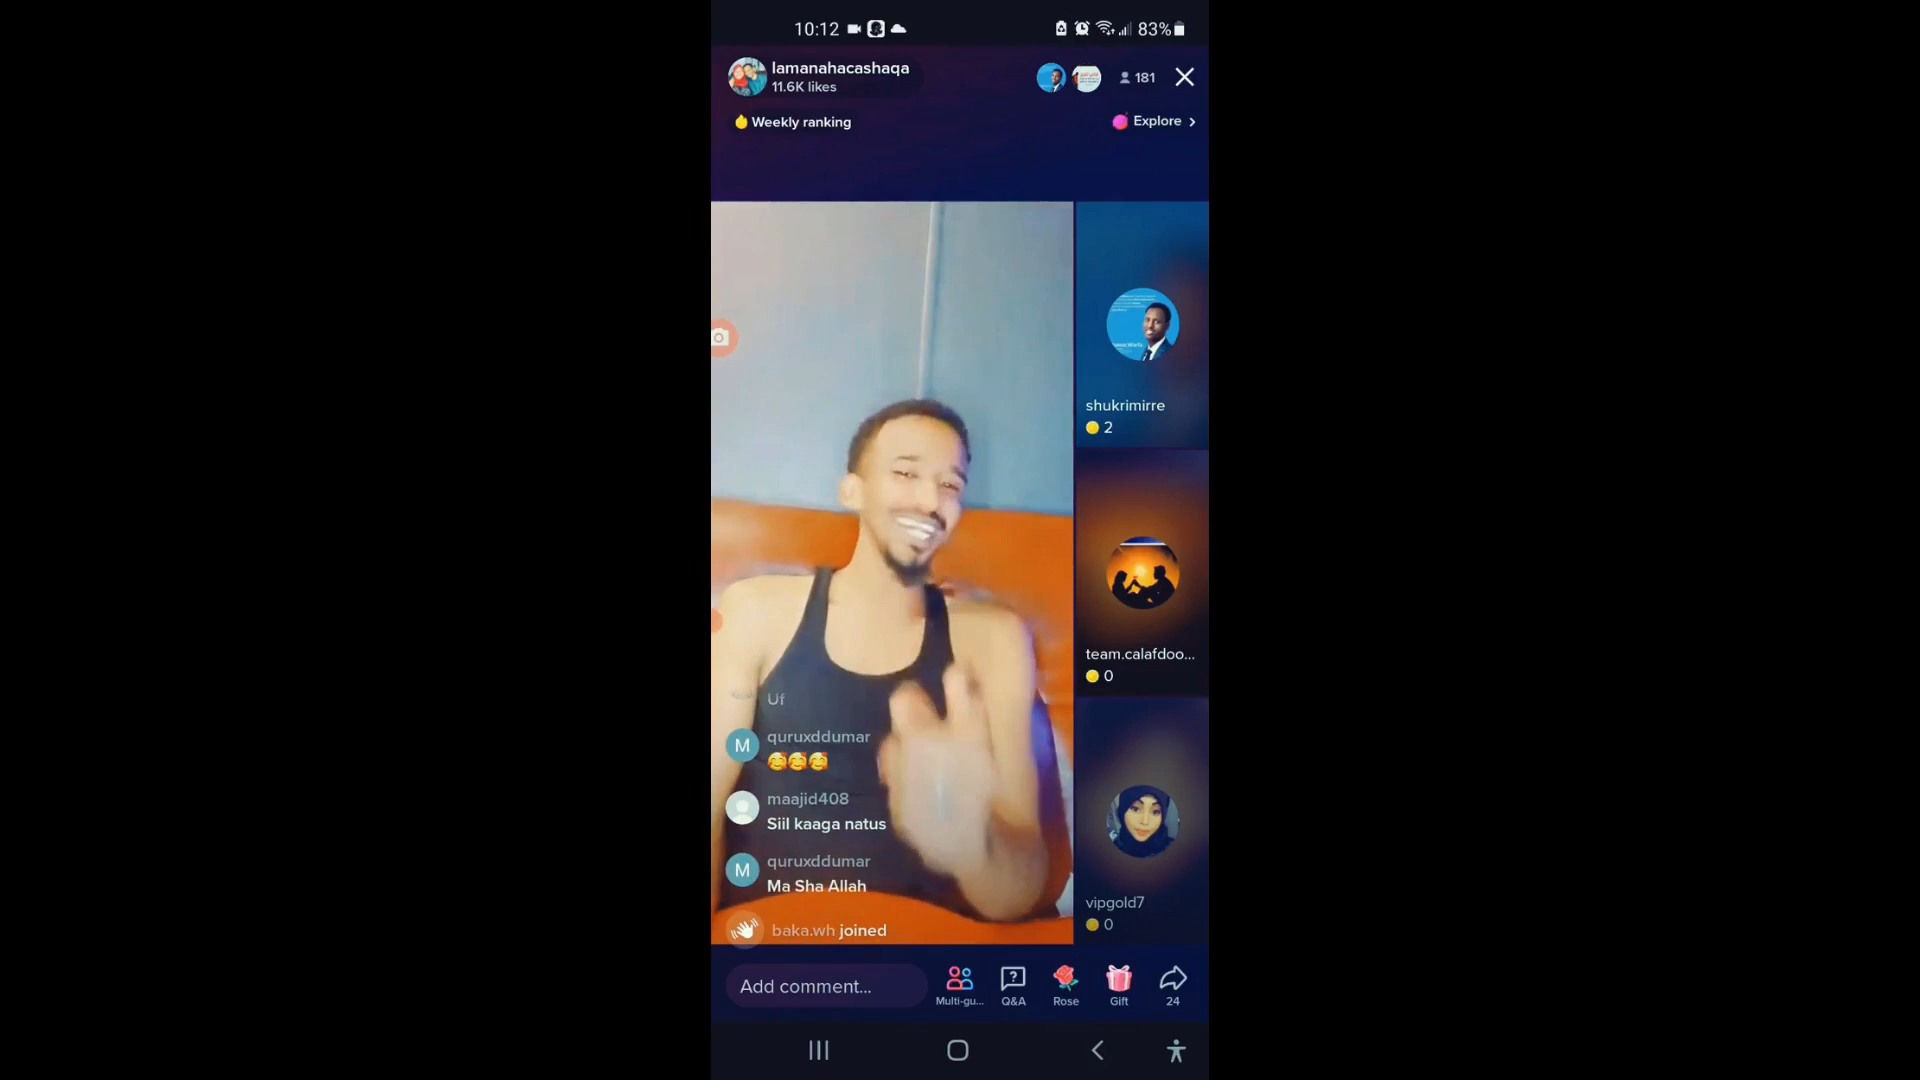 10:12
83%
lamanahacashaqa
11.6K likes
181
Weekly ranking
Explore
shukrimirre
2
team.calafdoo...
0
vipgold7
0
Uf
M
quruxddumar
🥰🥰🥰
maajid408
Siil kaaga natus
M
quruxddumar
Ma Sha Allah
baka.wh joined
Add comment...
Multi-gu...
Q&A
Rose
Gift
24